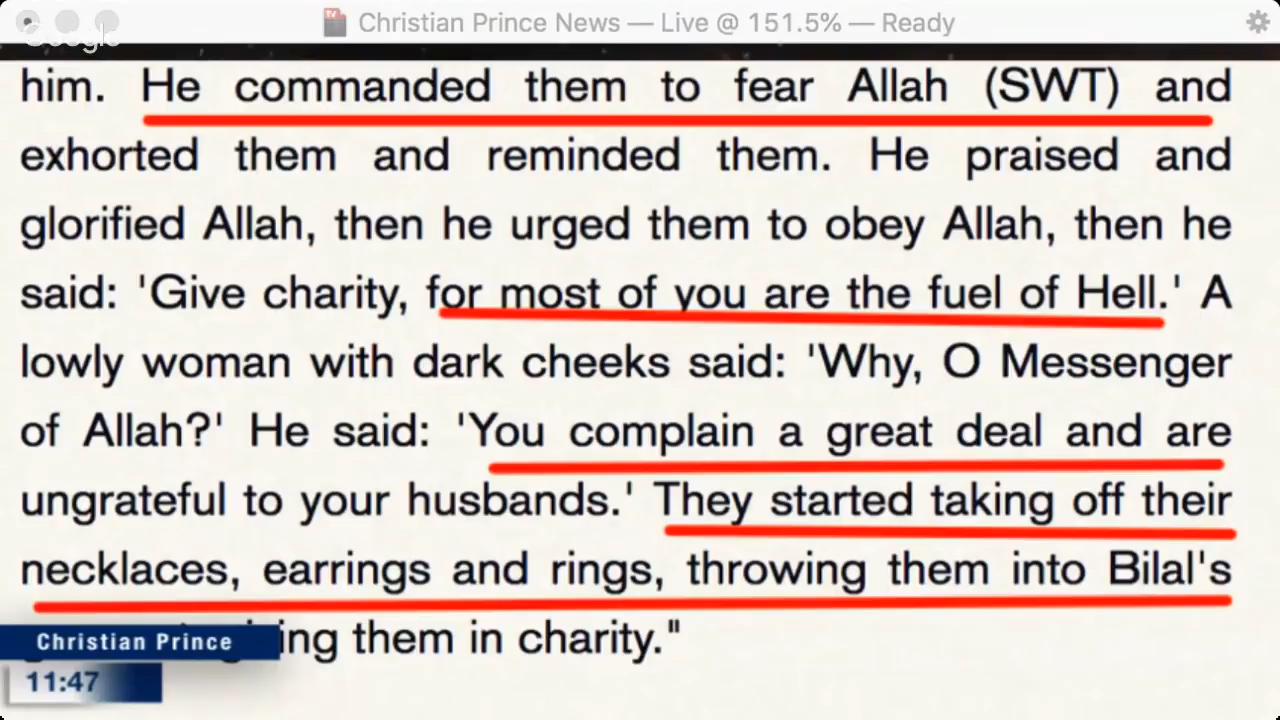 Christian Prince News — Live @ 151.5% — Ready
Google
him. He commanded them to fear Allah (SWT) and
exhorted them and reminded them. He praised and
glorified Allah, then he urged them to obey Allah, then he
said: 'Give charity, for most of you are the fuel of Hell.' A
lowly woman with dark cheeks said: 'Why, O Messenger
of Allah?' He said: 'You complain a great deal and are
ungrateful to your husbands.' They started taking off their
necklaces, earrings and rings, throwing them into Bilal's
them in charity."
Christian Prince
11:47